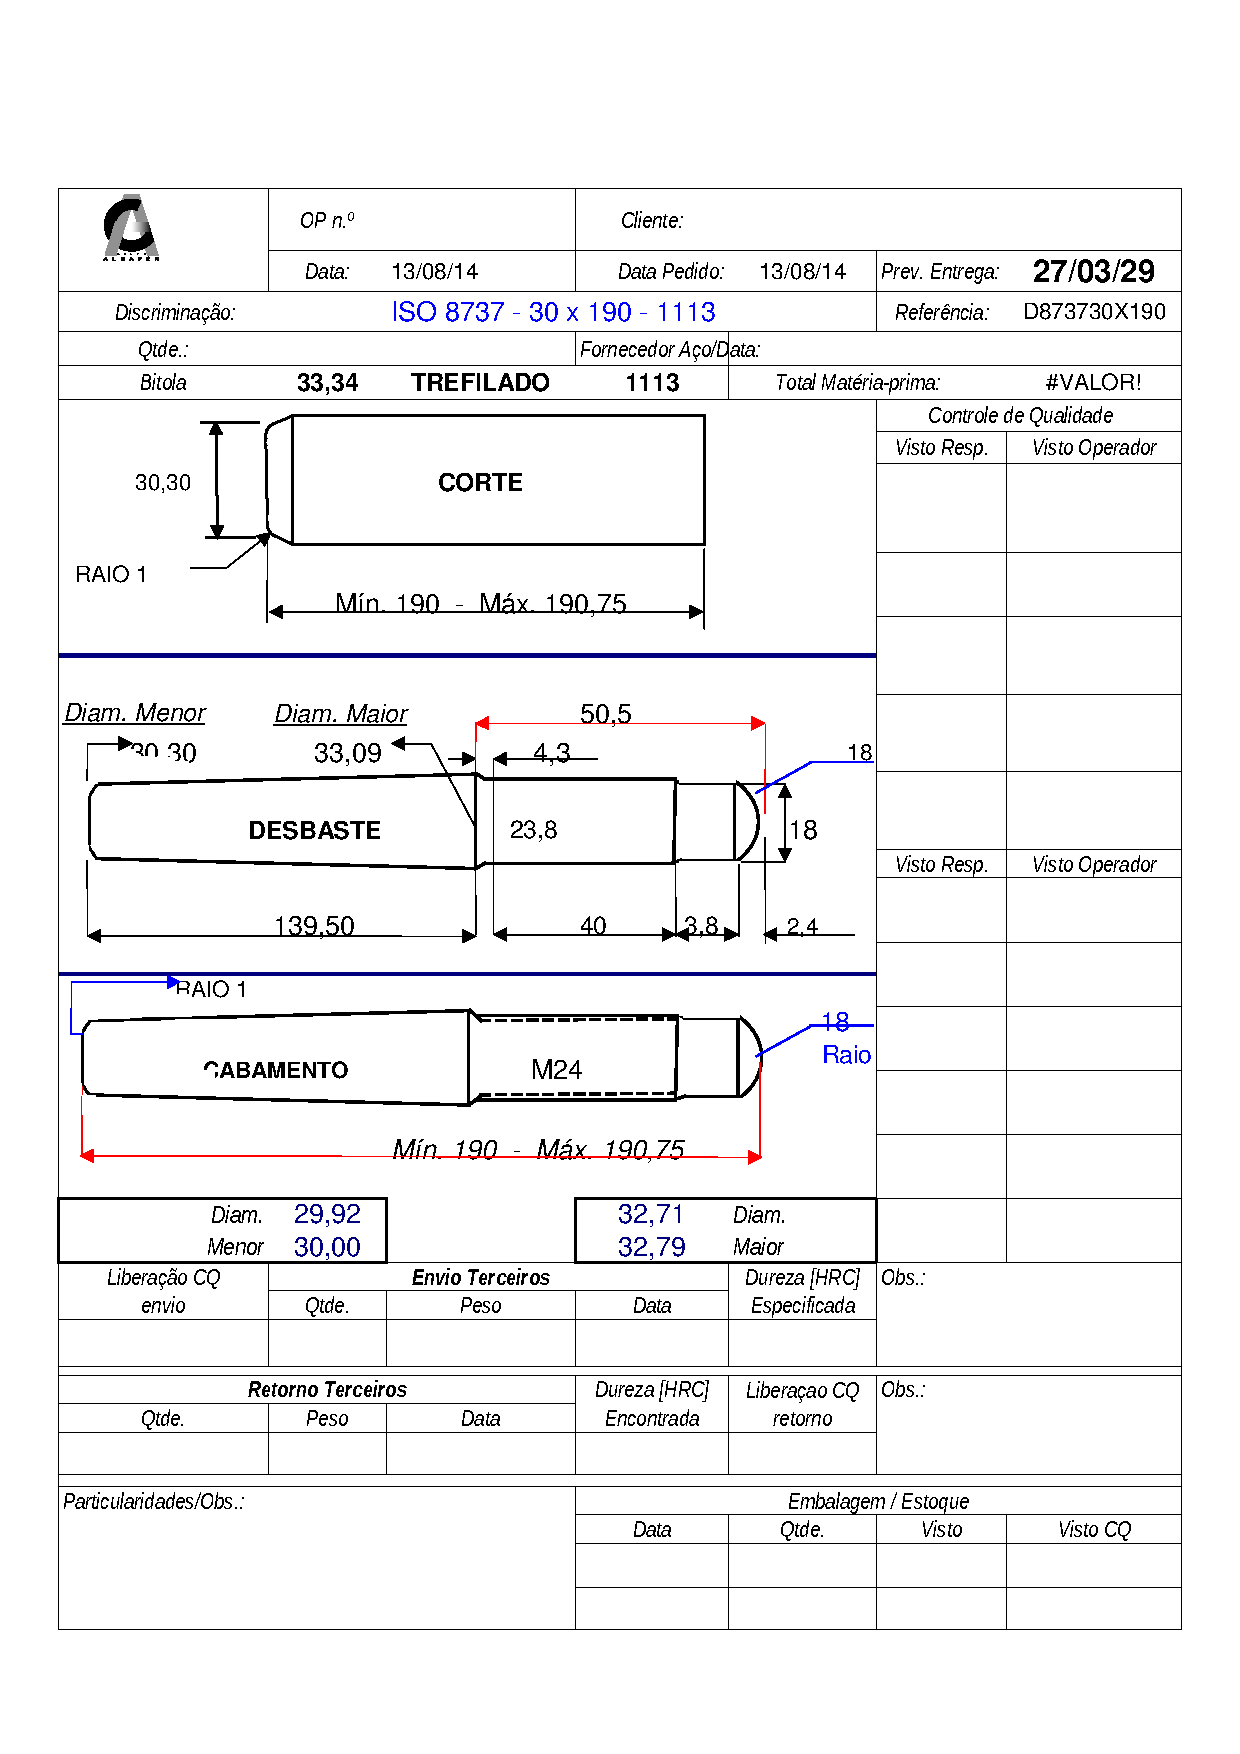 ALBAFER
OP n.º
Cliente:
Data: 13/08/14
Data Pedido: 13/08/14
Prev. Entrega: 27/03/29
Discriminação: ISO 8737 - 30 x 190 - 1113
Referência: D873730X190
Qtde.:
Fornecedor Aço/Data:
Bitola 33,34 TREFILADO 1113
Total Matéria-prima: #VALOR!
Controle de Qualidade
Visto Resp. Visto Operador
30,30
CORTE
RAIO 1
Mín. 190 - Máx. 190,75
Diam. Menor Diam. Maior 50,5
30,30 33,09 4,3 18
DESBASTE 23,8 18
Visto Resp. Visto Operador
139,50 40 3,8 2,4
RAIO 1
18
Raio
CABAMENTO M24
Mín. 190 - Máx. 190,75
Diam. 29,92 32,71 Diam.
Menor 30,00 32,79 Maior
Liberação CQ Envio Terceiros Dureza [HRC] Obs.:
envio Qtde. Peso Data Especificada
Retorno Terceiros Dureza [HRC] Liberaçao CQ Obs.:
Qtde. Peso Data Encontrada retorno
Particularidades/Obs.: Embalagem / Estoque
Data Qtde. Visto Visto CQ